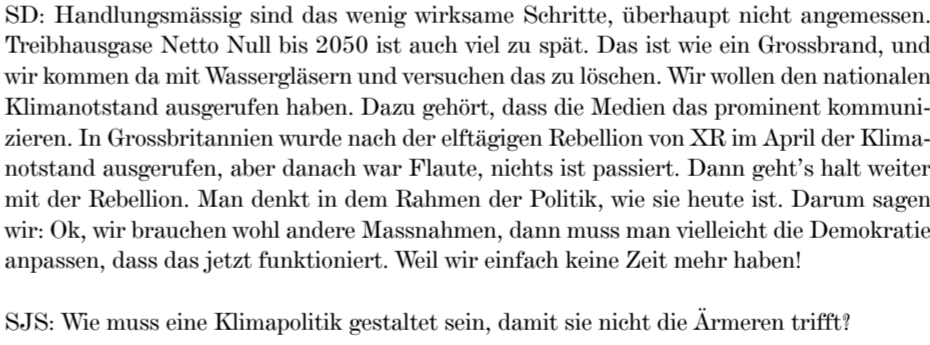 SD: Handlungsmässig sind das wenig wirksame Schritte, überhaupt nicht angemessen.
Treibhausgase Netto Null bis 2050 ist auch viel zu spät. Das ist wie ein Grossbrand, und
wir kommen da mit Wassergläsern und versuchen das zu löschen. Wir wollen den nationalen
Klimanotstand ausgerufen haben. Dazu gehört, dass die Medien das prominent kommuni-
zieren. In Grossbritannien wurde nach der elftägigen Rebellion von XR im April der Klima-
notstand ausgerufen, aber danach war Flaute, nichts ist passiert. Dann geht's halt weiter
mit der Rebellion. Man denkt in dem Rahmen der Politik, wie sie heute ist. Darum sagen
wir: Ok, wir brauchen wohl andere Massnahmen, dann muss man vielleicht die Demokratie
anpassen, dass das jetzt funktioniert. Weil wir einfach keine Zeit mehr haben!
SJS: Wie muss eine Klimapolitik gestaltet sein, damit sie nicht die Ärmeren trifft?